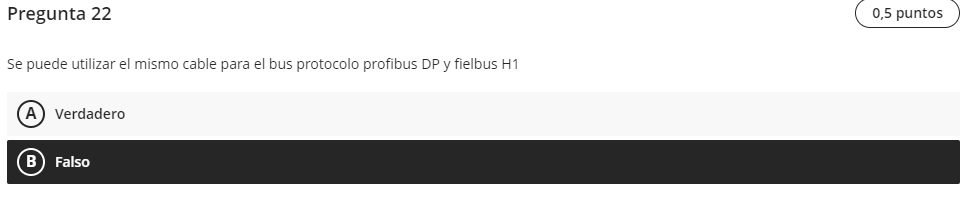 Pregunta 22
0,5 puntos
Se puede utilizar el mismo cable para el bus protocolo profibus DP y fielbus H1
A Verdadero
B Falso